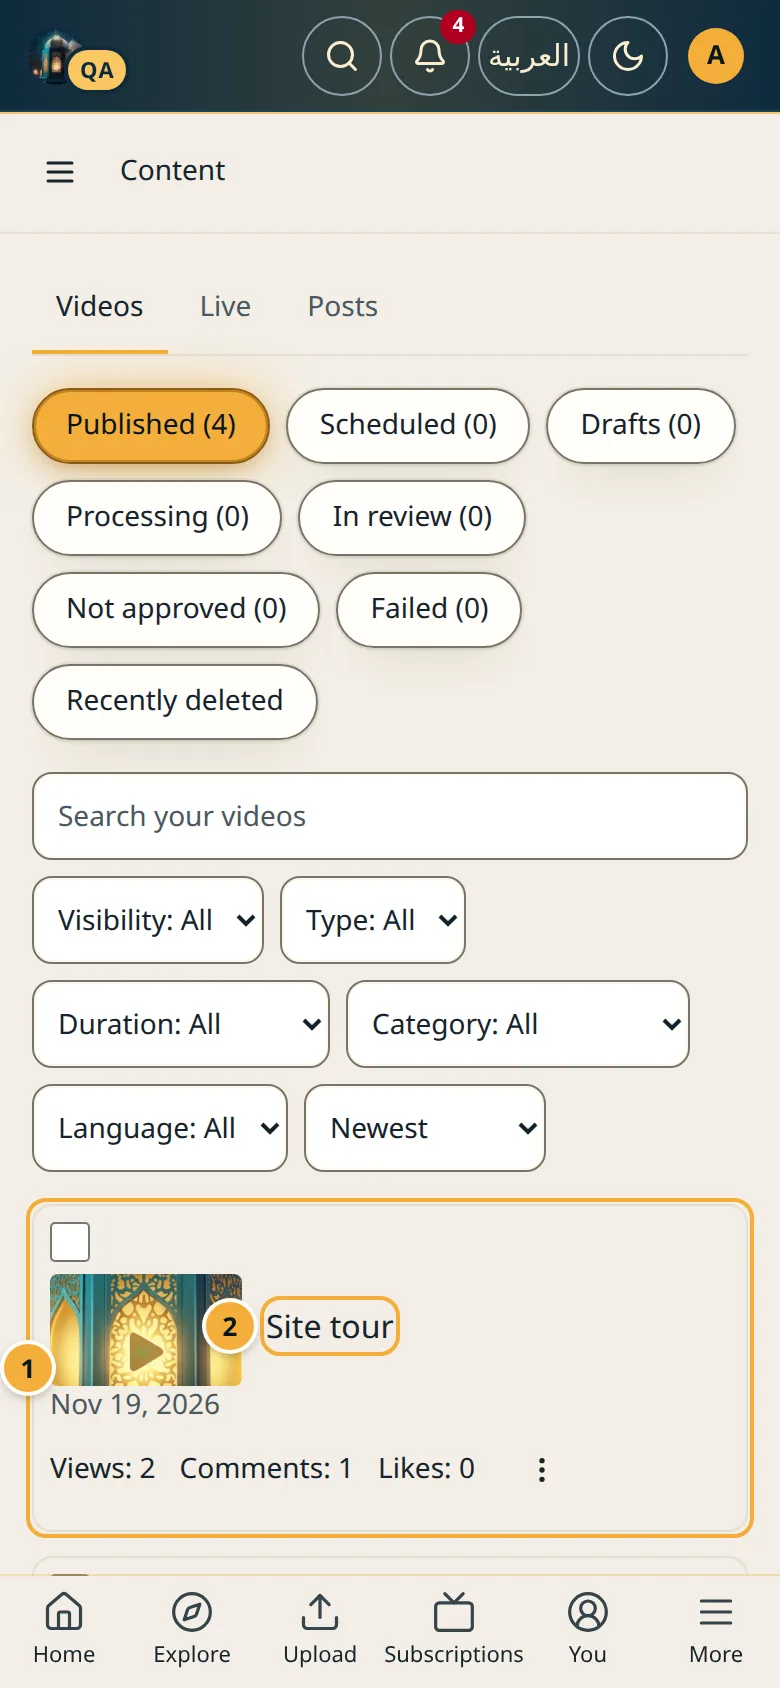 QA
4
العربية
A
Content
Videos Live Posts
Published (4) Scheduled (0) Drafts (0)
Processing (0) In review (0)
Not approved (0) Failed (0)
Recently deleted
Search your videos
Visibility: All Type: All
Duration: All Category: All
Language: All Newest
2 Site tour
1
Nov 19, 2026
Views: 2 Comments: 1 Likes: 0
Home Explore Upload Subscriptions You More